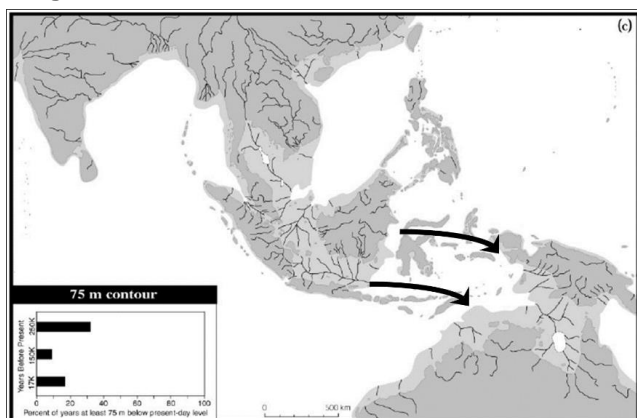 (c)
75 m contour
Years Before Present
250K
150K
17K
0 20 40 60 80 100
Percent of years at least 75 m below present-day level
0 500 km